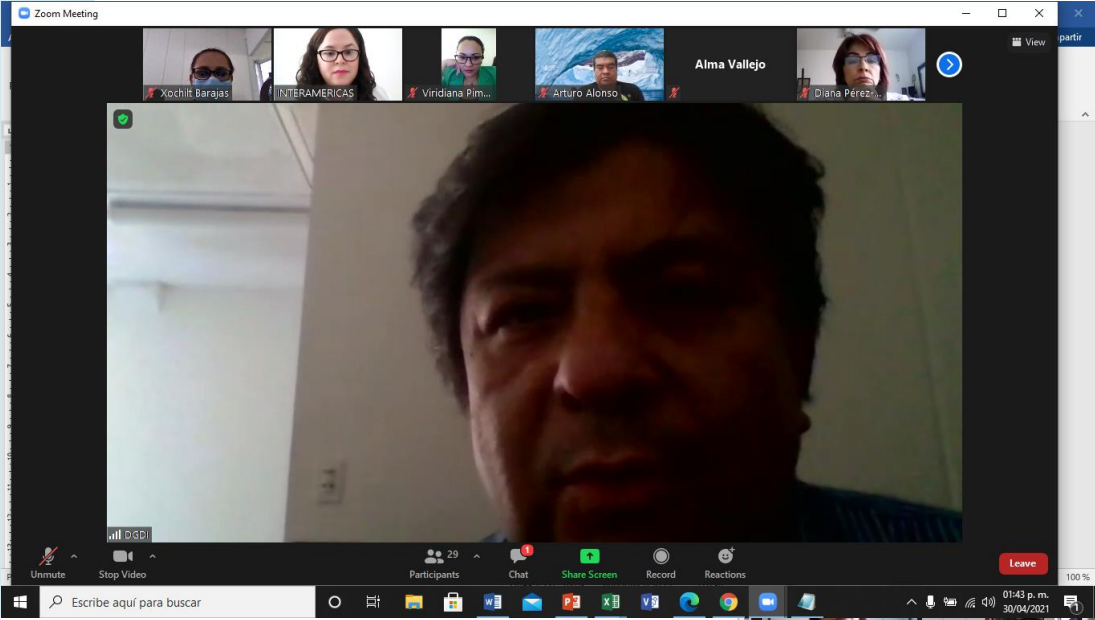 Zoom Meeting
partir
View
Xochilt Barajas
INTERAMERICAS
Viridiana Pim...
Arturo Alonso
Alma Vallejo
Diana Pérez-...
DGDI
Unmute
Stop Video
29
Participants
1
Chat
Share Screen
Record
Reactions
Leave
100 %
Escribe aquí para buscar
01:43 p. m.
30/04/2021
1